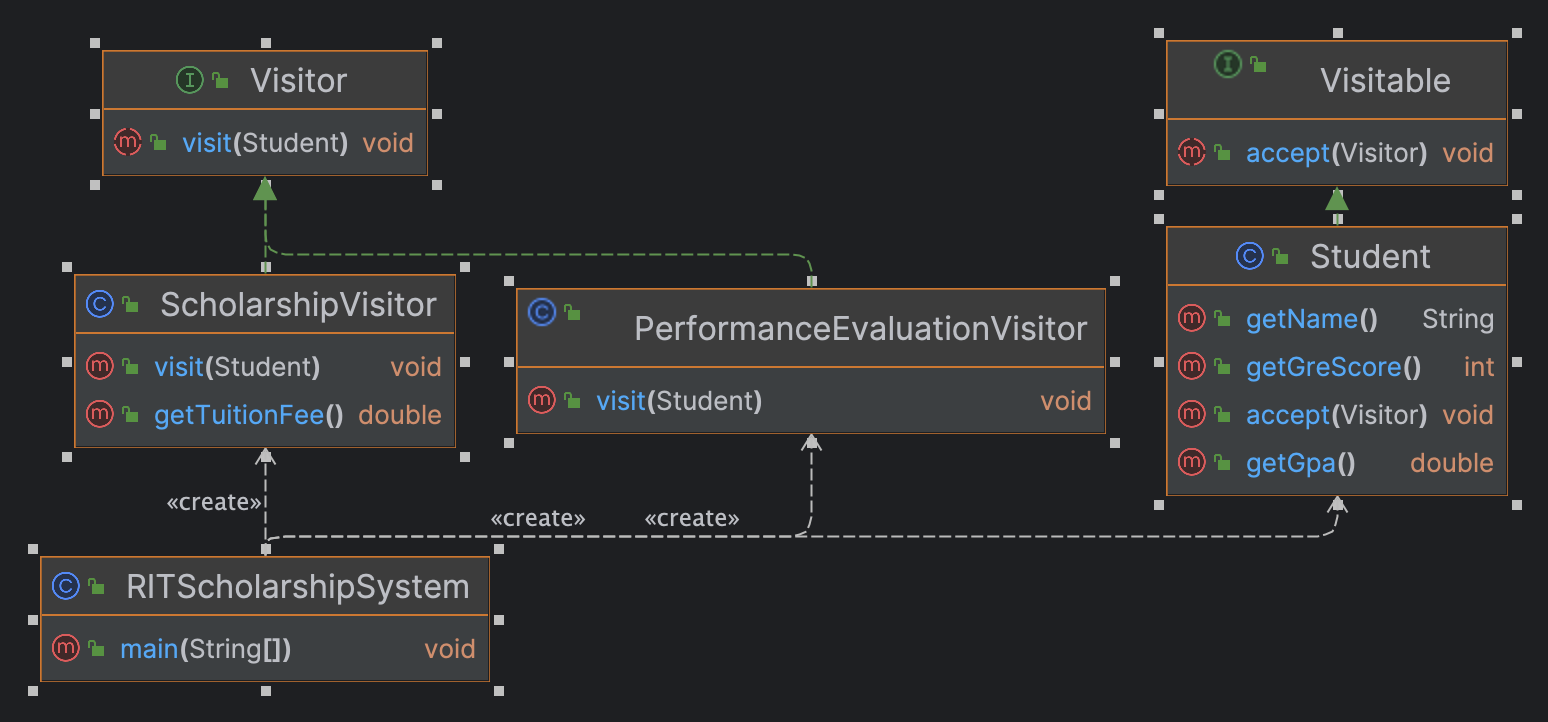 Visitor
visit(Student) void
Visitable
accept(Visitor) void
ScholarshipVisitor
visit(Student) void
getTuitionFee() double
PerformanceEvaluationVisitor
visit(Student) void
Student
getName() String
getGreScore() int
accept(Visitor) void
getGpa() double
«create»
«create» «create»
RITScholarshipSystem
main(String[]) void